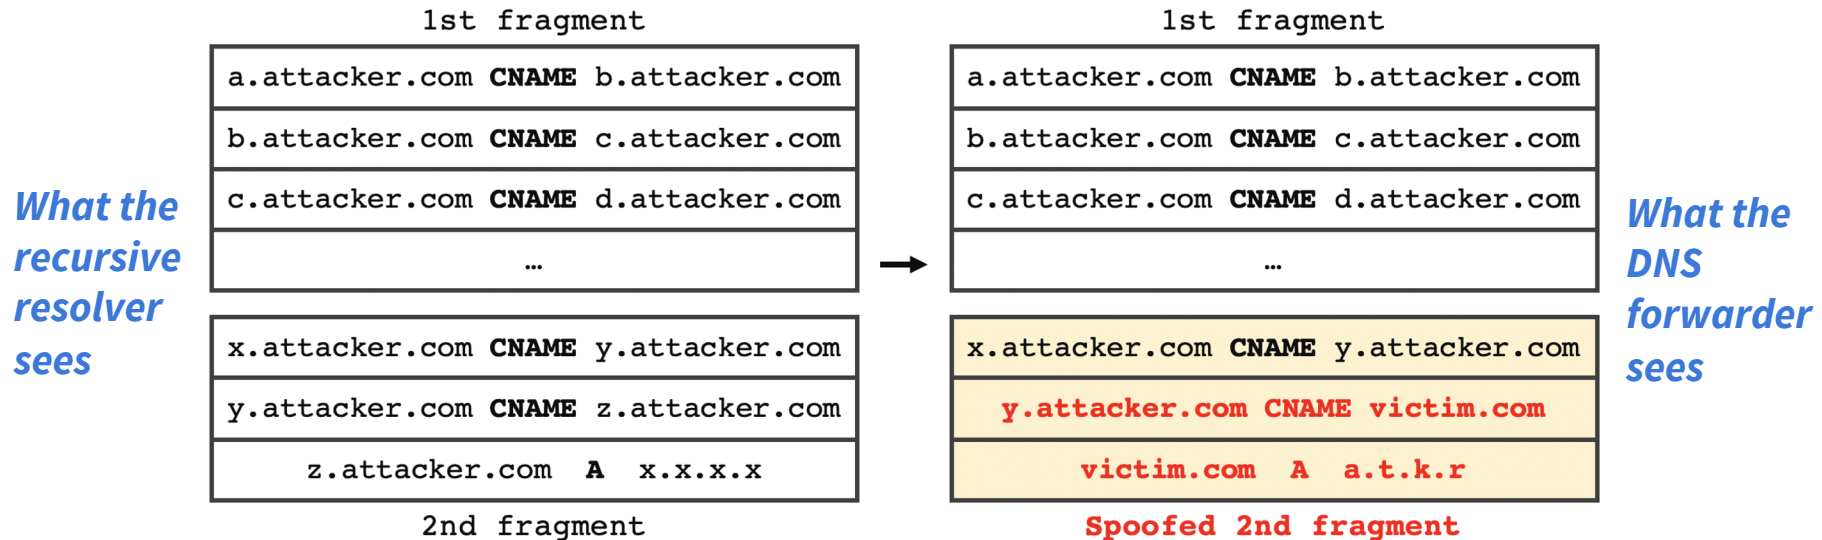 What the
recursive
resolver
sees
1st fragment
a.attacker.com CNAME b.attacker.com
b.attacker.com CNAME c.attacker.com
c.attacker.com CNAME d.attacker.com
…
x.attacker.com CNAME y.attacker.com
y.attacker.com CNAME z.attacker.com
z.attacker.com A x.x.x.x
2nd fragment
1st fragment
a.attacker.com CNAME b.attacker.com
b.attacker.com CNAME c.attacker.com
c.attacker.com CNAME d.attacker.com
…
x.attacker.com CNAME y.attacker.com
y.attacker.com CNAME victim.com
victim.com A a.t.k.r
Spoofed 2nd fragment
What the
DNS
forwarder
sees